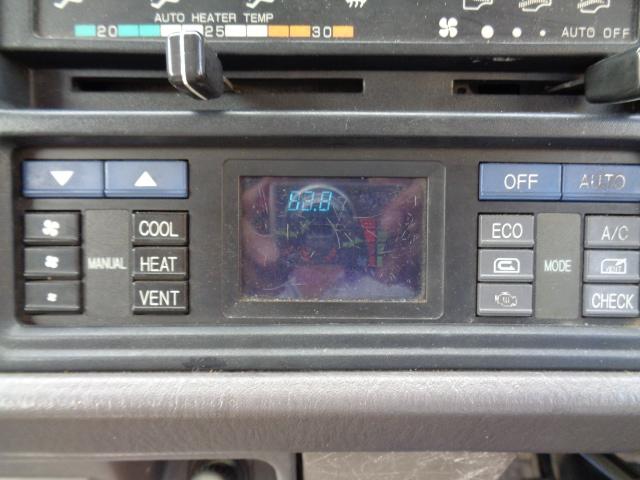 AUTO HEATER TEMP
20 25 30 AUTO OFF
OFF AUTO
COOL ECO A/C
MANUAL HEAT MODE
VENT CHECK